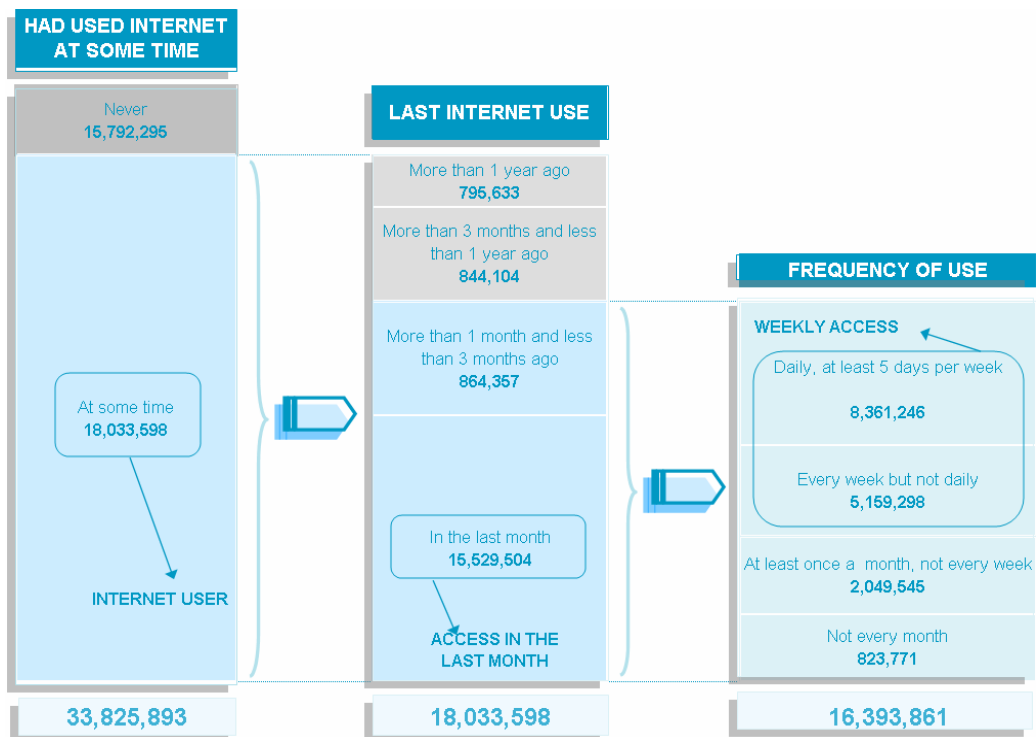 HAD USED INTERNET
AT SOME TIME
Never
15,792,295
At some time
18,033,598
INTERNET USER
33,825,893
LAST INTERNET USE
More than 1 year ago
795,633
More than 3 months and less
than 1 year ago
844,104
More than 1 month and less
than 3 months ago
864,357
In the last month
15,529,504
ACCESS IN THE
LAST MONTH
18,033,598
FREQUENCY OF USE
WEEKLY ACCESS
Daily, at least 5 days per week
8,361,246
Every week but not daily
5,159,298
At least once a month, not every week
2,049,545
Not every month
823,771
16,393,861